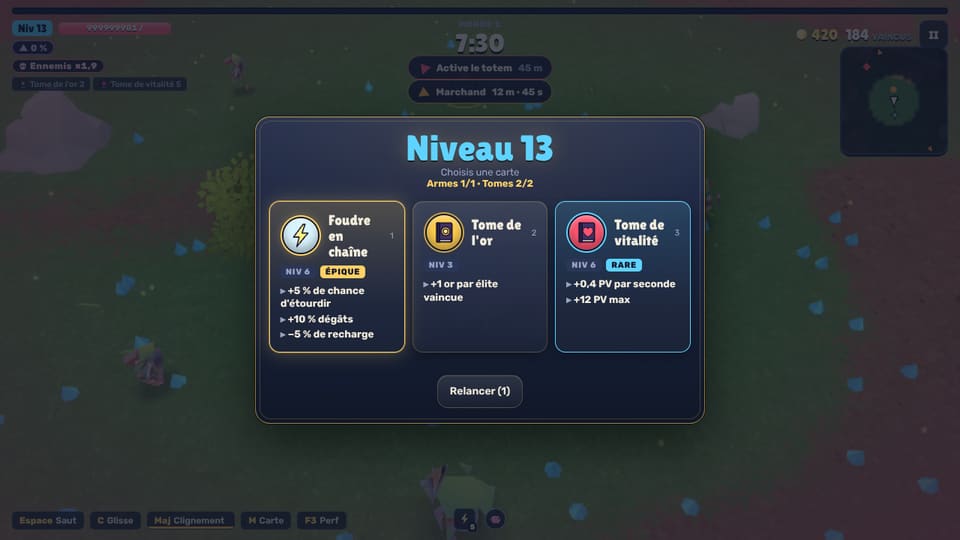 Niv 13
7:30
420 184 VAINCUS
0 %
Ennemis ×1,9
Tome de l'or 2
Tome de vitalité 5
Active le totem 45 m
Marchand 12 m · 45 s
Niveau 13
Choisis une carte
Armes 1/1 · Tomes 2/2
Foudre en chaîne 1
NIV 6 ÉPIQUE
+5 % de chance d'étourdir
+10 % dégâts
−5 % de recharge
Tome de l'or 2
NIV 3
+1 or par élite vaincue
Tome de vitalité 3
NIV 6 RARE
+0,4 PV par seconde
+12 PV max
Relancer (1)
Espace Saut
C Glisse
Maj Clignement
M Carte
F3 Perf
5